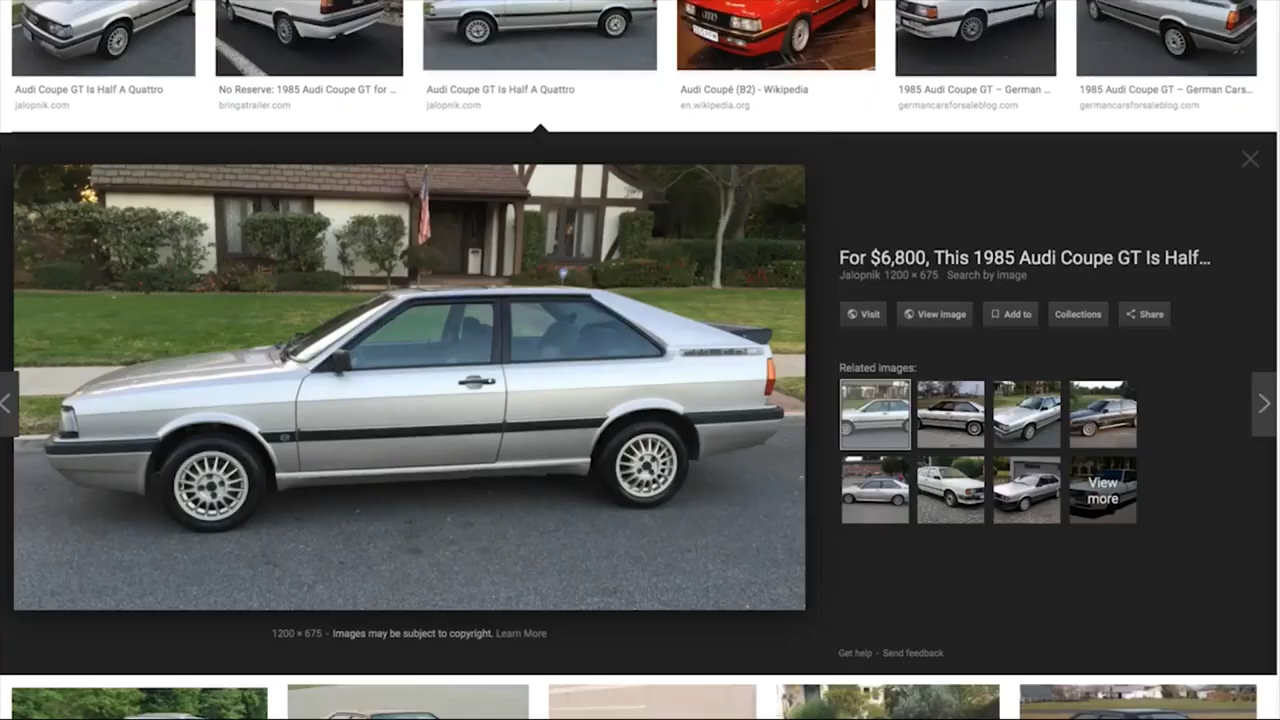 Audi Coupe GT Is Half A Quattro
jalopnik.com
No Reserve: 1985 Audi Coupe GT for ...
bringatrailer.com
Audi Coupe GT Is Half A Quattro
jalopnik.com
Audi Coupé (B2) - Wikipedia
en.wikipedia.org
1985 Audi Coupe GT – German ...
germancarsforsaleblog.com
1985 Audi Coupe GT – German Cars...
germancarsforsaleblog.com
For $6,800, This 1985 Audi Coupe GT Is Half...
Jalopnik 1200 × 675 Search by image
Visit
View image
Add to
Collections
Share
Related images:
View
more
1200 × 675 - Images may be subject to copyright. Learn More
Get help - Send feedback